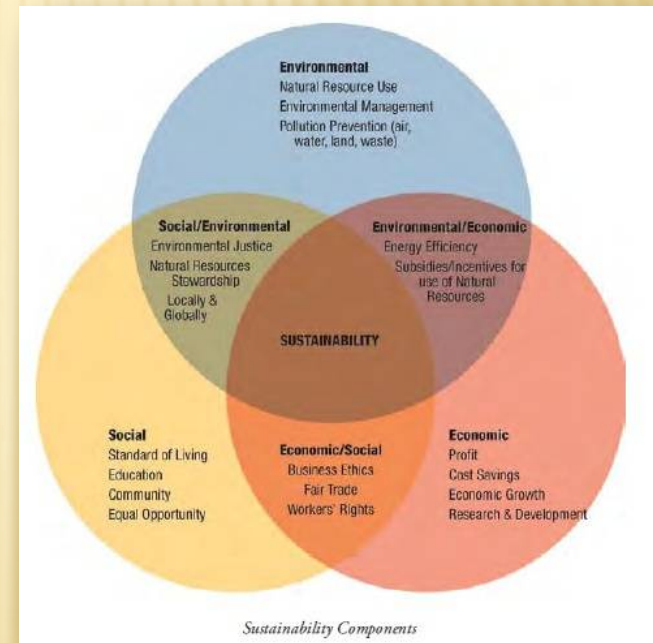 Environmental
Natural Resource Use
Environmental Management
Pollution Prevention (air,
water, land, waste)
Social/Environmental
Environmental Justice
Natural Resources
Stewardship
Locally &
Globally
Environmental/Economic
Energy Efficiency
Subsidies/Incentives for
use of Natural
Resources
SUSTAINABILITY
Social
Standard of Living
Education
Community
Equal Opportunity
Economic/Social
Business Ethics
Fair Trade
Workers' Rights
Economic
Profit
Cost Savings
Economic Growth
Research & Development
Sustainability Components